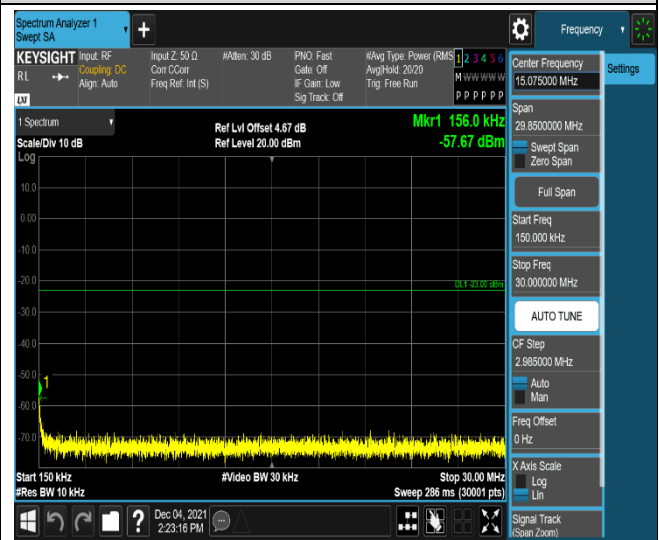 Spectrum Analyzer 1
Swept SA
+
Frequency
KEYSIGHT
RL
LXI
Input: RF
Coupling: DC
Align: Auto
Input Z: 50 Ω
Corr CCorr
Freq Ref: Int (S)
#Atten: 30 dB
PNO: Fast
Gate: Off
IF Gain: Low
Sig Track: Off
#Avg Type: Power (RMS
Avg|Hold: 20/20
Trig: Free Run
1 2 3 4 5 6
M W W W W W
P P P P P P
1 Spectrum
Scale/Div 10 dB
Ref Lvl Offset 4.67 dB
Ref Level 20.00 dBm
Mkr1 156.0 kHz
-57.67 dBm
Log
10.0
0.00
-10.0
-20.0
-30.0
-40.0
-50.0
-60.0
-70.0
DL1 -23.00 dBm
1
Start 150 kHz
#Res BW 10 kHz
#Video BW 30 kHz
Stop 30.00 MHz
Sweep 286 ms (30001 pts)
Dec 04, 2021
2:23:16 PM
Center Frequency
15.075000 MHz
Span
29.8500000 MHz
Swept Span
Zero Span
Full Span
Start Freq
150.000 kHz
Stop Freq
30.000000 MHz
AUTO TUNE
CF Step
2.985000 MHz
Auto
Man
Freq Offset
0 Hz
X Axis Scale
Log
Lin
Signal Track
(Span Zoom)
Settings